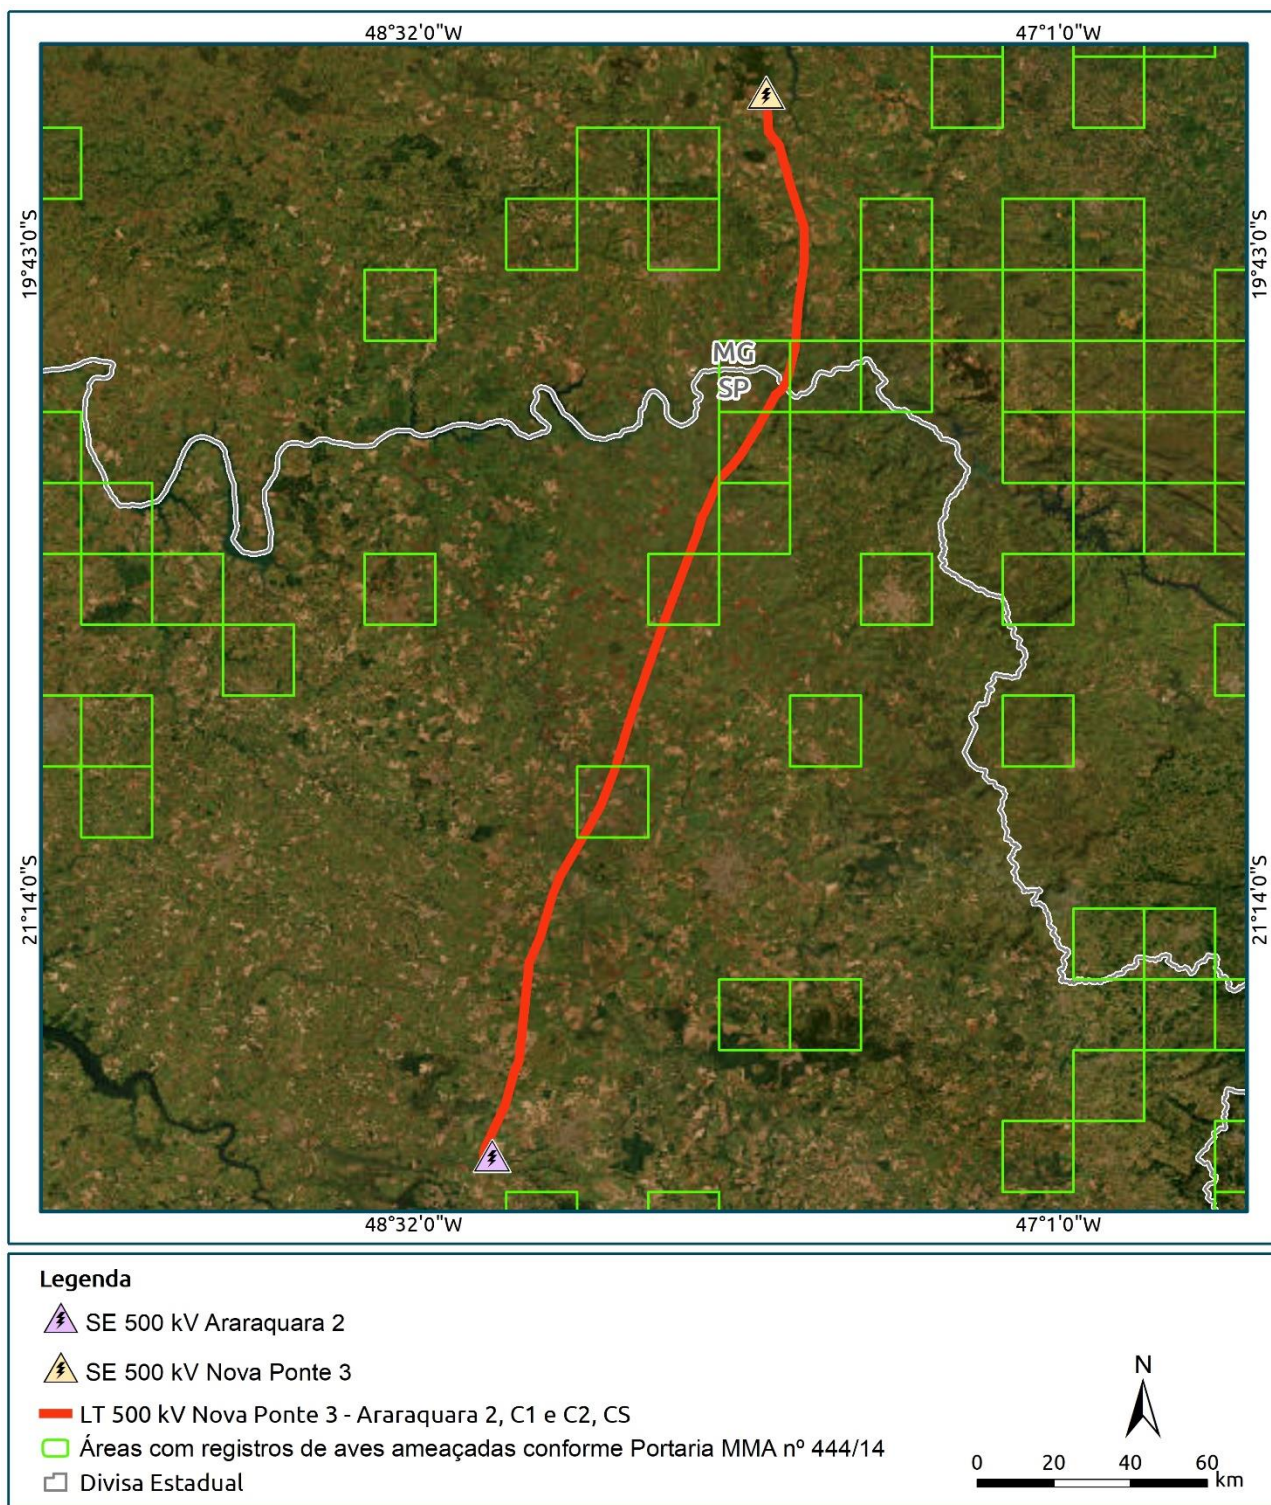 48°32'0"W 47°1'0"W
19°43'0"S 19°43'0"S
MG
SP
21°14'0"S 21°14'0"S
48°32'0"W 47°1'0"W
Legenda
SE 500 kV Araraquara 2
SE 500 kV Nova Ponte 3
LT 500 kV Nova Ponte 3 - Araraquara 2, C1 e C2, CS
Áreas com registros de aves ameaçadas conforme Portaria MMA nº 444/14
Divisa Estadual
N
0 20 40 60
km